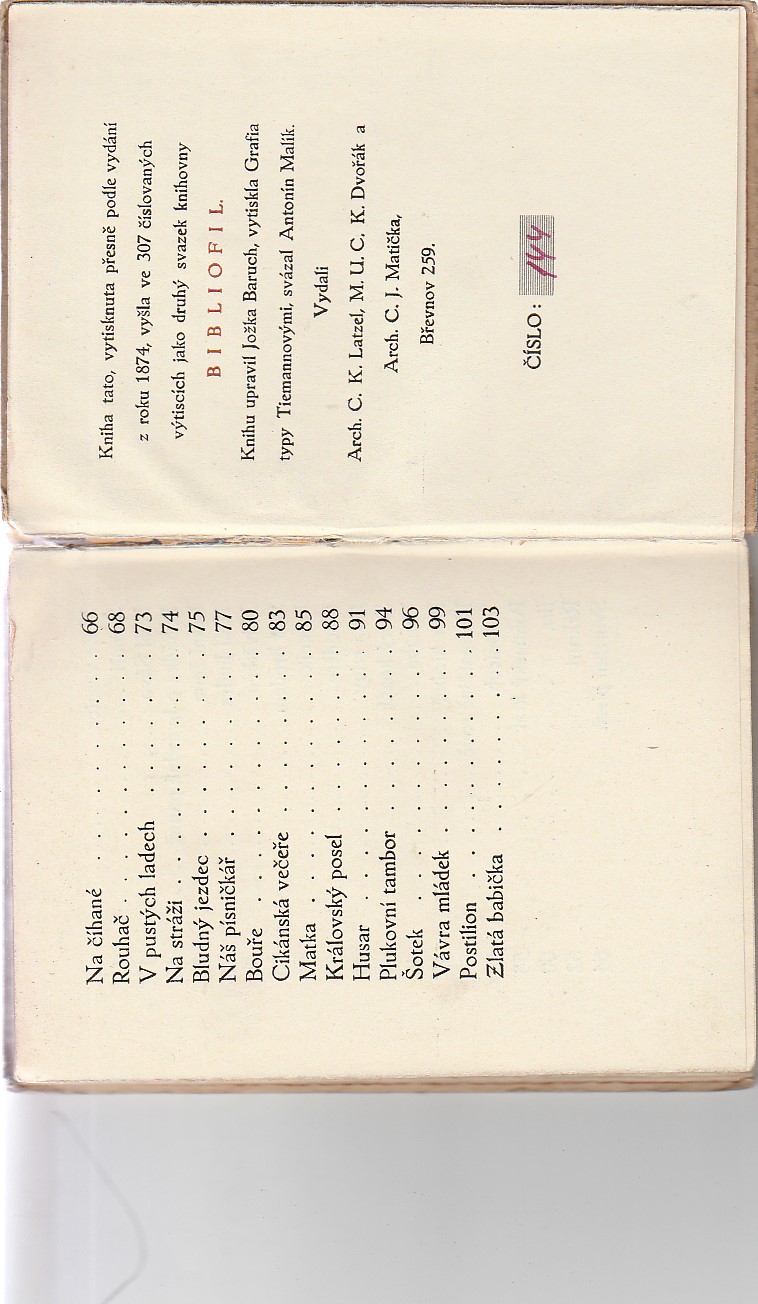 Na číhané . . . . . . . . . . 66
Rouhač . . . . . . . . . . . 68
V pustých ladech . . . . . . . . 73
Na stráži . . . . . . . . . . . 74
Bludný jezdec . . . . . . . . . 75
Náš písničkář . . . . . . . . . 77
Bouře . . . . . . . . . . . . 80
Cikánská večeře . . . . . . . . 83
Matka . . . . . . . . . . . . 85
Královský posel . . . . . . . . 88
Husar . . . . . . . . . . . . 91
Plukovní tambor . . . . . . . . 94
Šotek . . . . . . . . . . . . 96
Vávra mládek . . . . . . . . . 99
Postilion . . . . . . . . . . . 101
Zlatá babička . . . . . . . . . 103
Kniha tato, vytisknuta přesně podle vydání
z roku 1874, vyšla ve 307 číslovaných
výtiscích jako druhý svazek knihovny
BIBLIOFIL.
Knihu upravil Jožka Baruch, vytiskla Grafia
typy Tiemannovými, svázal Antonín Malík.
Vydali
Arch. C. K. Latzel, M. U. C. K. Dvořák a
Arch. C. J. Matička,
Břevnov 259.
ČÍSLO: 144